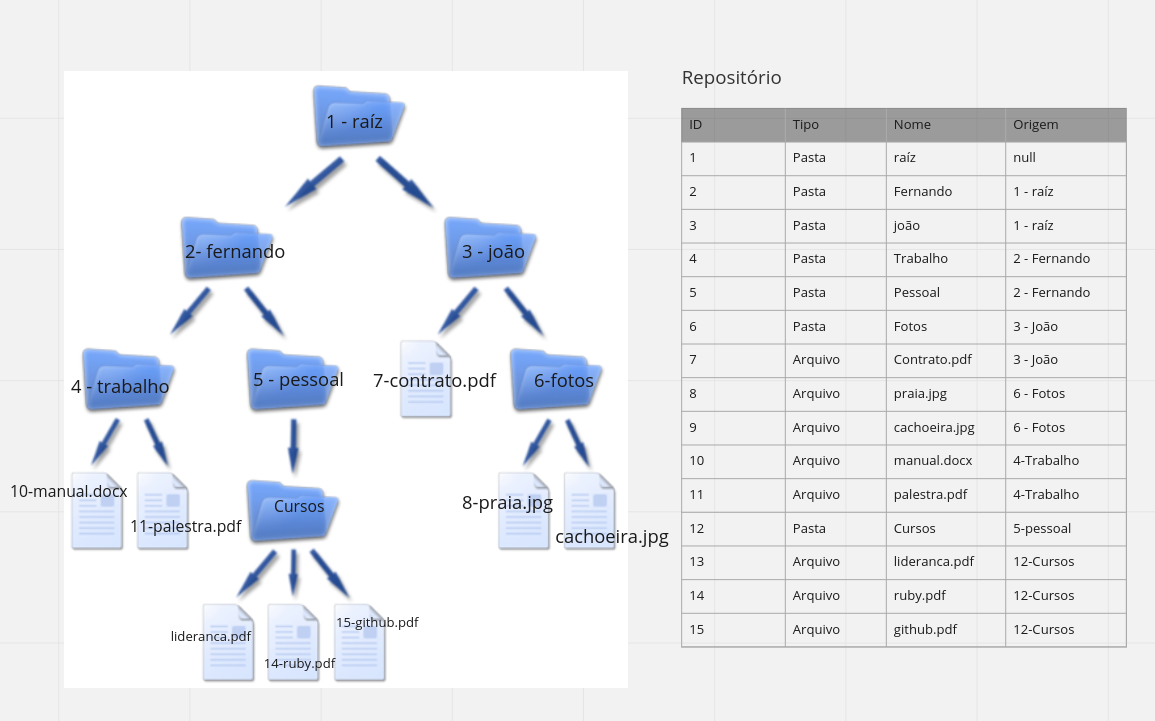 1 - raíz
2- fernando
3 - joão
4 - trabalho
5 - pessoal
7-contrato.pdf
6-fotos
10-manual.docx
11-palestra.pdf
Cursos
8-praia.jpg
cachoeira.jpg
lideranca.pdf
14-ruby.pdf
15-github.pdf
Repositório
ID Tipo Nome Origem
1 Pasta raíz null
2 Pasta Fernando 1 - raíz
3 Pasta joão 1 - raíz
4 Pasta Trabalho 2 - Fernando
5 Pasta Pessoal 2 - Fernando
6 Pasta Fotos 3 - João
7 Arquivo Contrato.pdf 3 - João
8 Arquivo praia.jpg 6 - Fotos
9 Arquivo cachoeira.jpg 6 - Fotos
10 Arquivo manual.docx 4-Trabalho
11 Arquivo palestra.pdf 4-Trabalho
12 Pasta Cursos 5-pessoal
13 Arquivo lideranca.pdf 12-Cursos
14 Arquivo ruby.pdf 12-Cursos
15 Arquivo github.pdf 12-Cursos